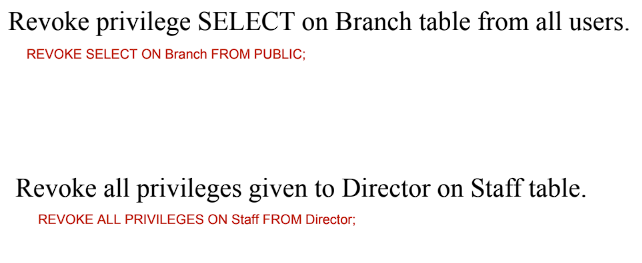 Revoke privilege SELECT on Branch table from all users.
REVOKE SELECT ON Branch FROM PUBLIC;
Revoke all privileges given to Director on Staff table.
REVOKE ALL PRIVILEGES ON Staff FROM Director;